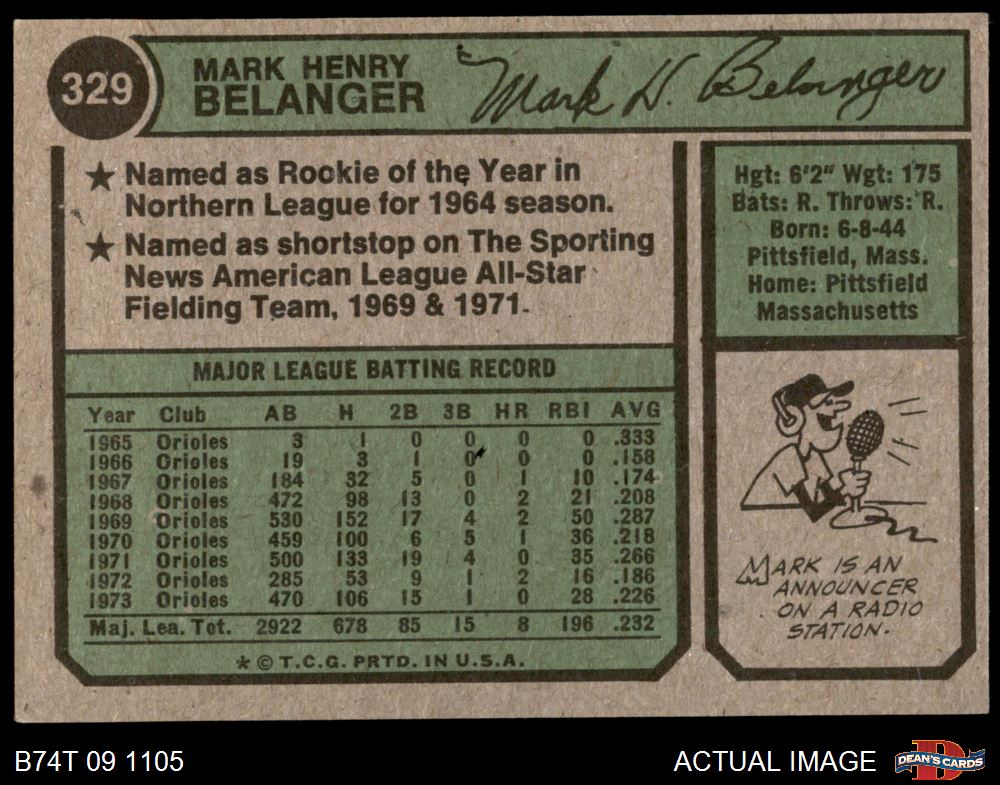 329
MARK HENRY
BELANGER
Mark H. Belanger
★ Named as Rookie of the Year in
Northern League for 1964 season.
★ Named as shortstop on The Sporting
News American League All-Star
Fielding Team, 1969 & 1971.
Hgt: 6'2" Wgt: 175
Bats: R. Throws: R.
Born: 6-8-44
Pittsfield, Mass.
Home: Pittsfield
Massachusetts
MAJOR LEAGUE BATTING RECORD
Year Club AB H 2B 3B HR RBI AVG
1965 Orioles 3 1 0 0 0 0 .333
1966 Orioles 19 3 1 0 0 0 .158
1967 Orioles 184 32 5 0 1 10 .174
1968 Orioles 472 98 13 0 2 21 .208
1969 Orioles 530 152 17 4 2 50 .287
1970 Orioles 459 100 6 5 1 36 .218
1971 Orioles 500 133 19 4 0 35 .266
1972 Orioles 285 53 9 1 2 16 .186
1973 Orioles 470 106 15 1 0 28 .226
Maj. Lea. Tot. 2922 678 85 15 8 196 .232
* © T.C.G. PRTD. IN U.S.A.
MARK IS AN
ANNOUNCER
ON A RADIO
STATION.
B74T 09 1105
ACTUAL IMAGE
D
DEAN'S CARDS